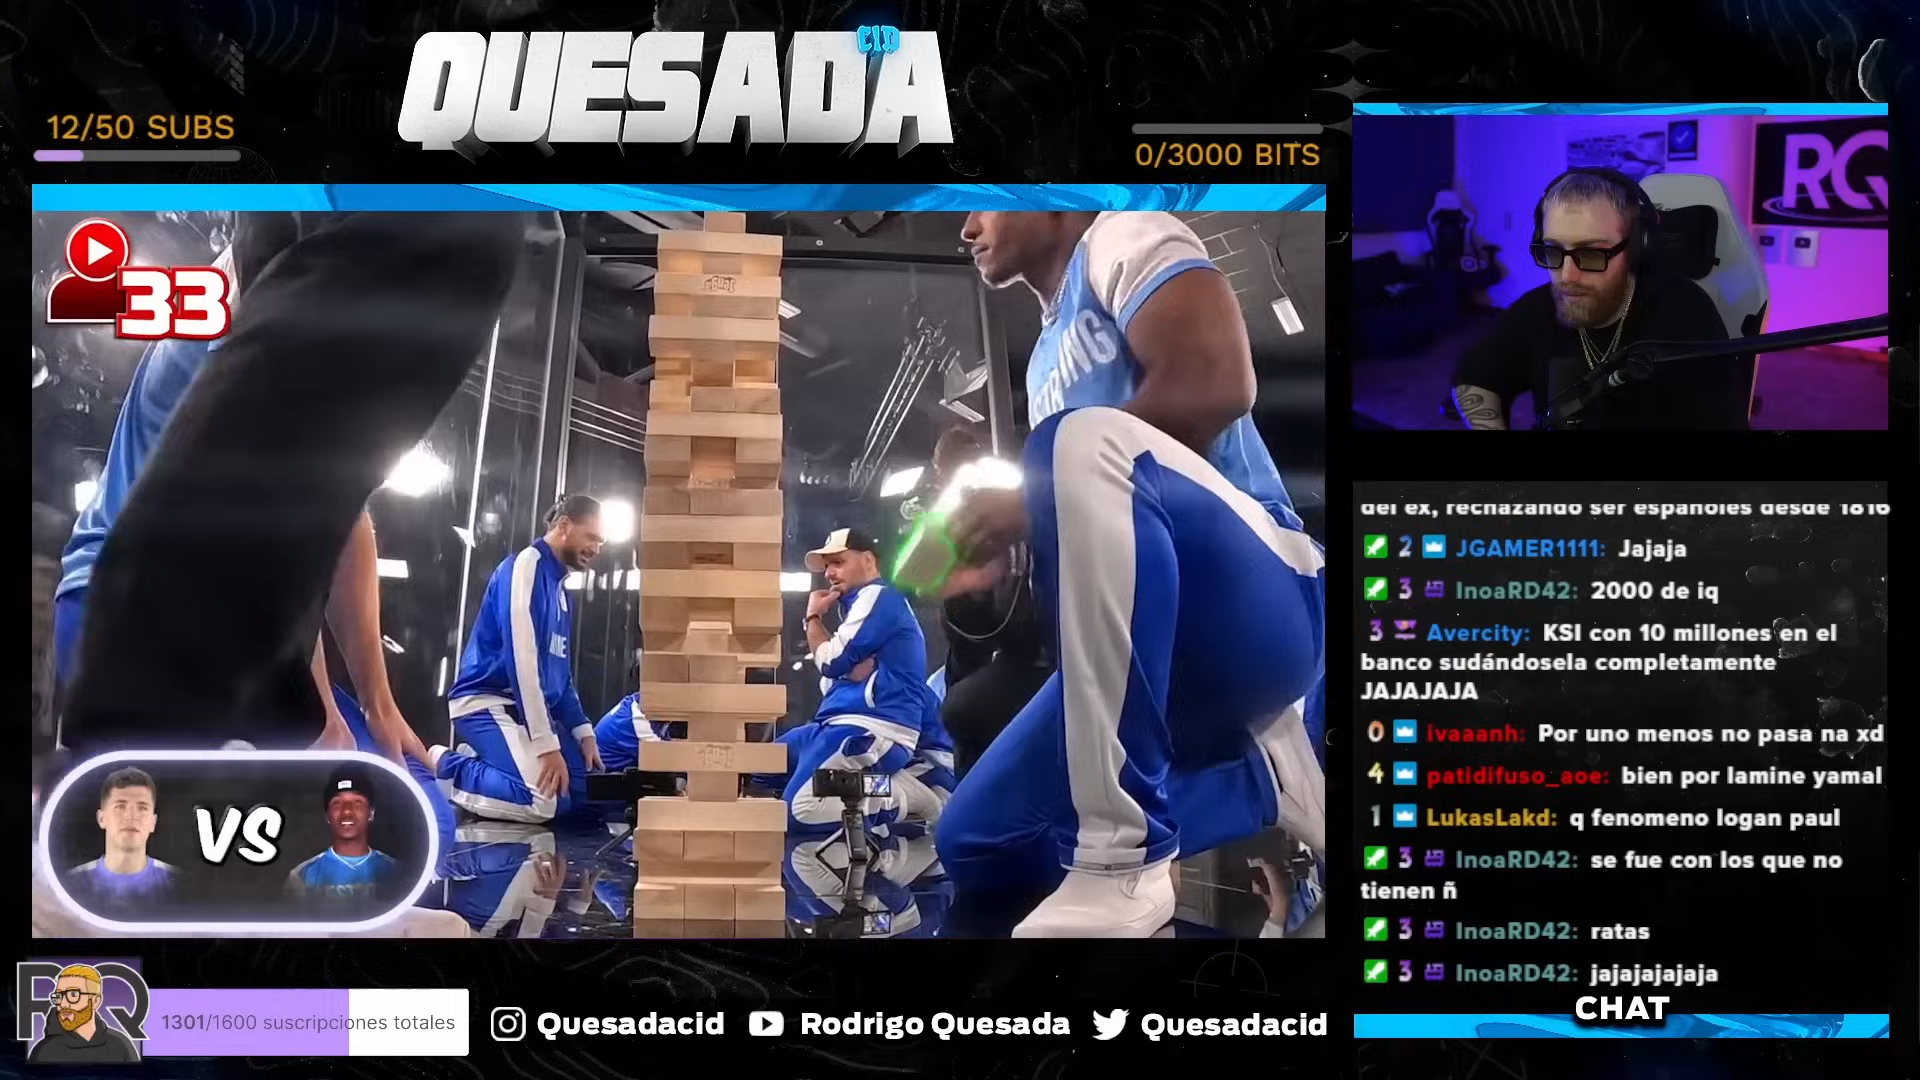 QUESADA
CID
12/50 SUBS
0/3000 BITS
33
Jenga
VS
RQ
del ex, rechazando ser españoles desde 1816
2 JGAMER1111: Jajaja
3 InoaRD42: 2000 de iq
3 Avercity: KSI con 10 millones en el
banco sudándosela completamente
JAJAJAJA
0 ivaaanh: Por uno menos no pasa na xd
4 patidifuso_aoe: bien por lamine yamal
1 LukasLakd: q fenomeno logan paul
3 InoaRD42: se fue con los que no
tienen ñ
3 InoaRD42: ratas
3 InoaRD42: jajajajajaja
CHAT
RQ
1301/1600 suscripciones totales
Quesadacid
Rodrigo Quesada
Quesadacid